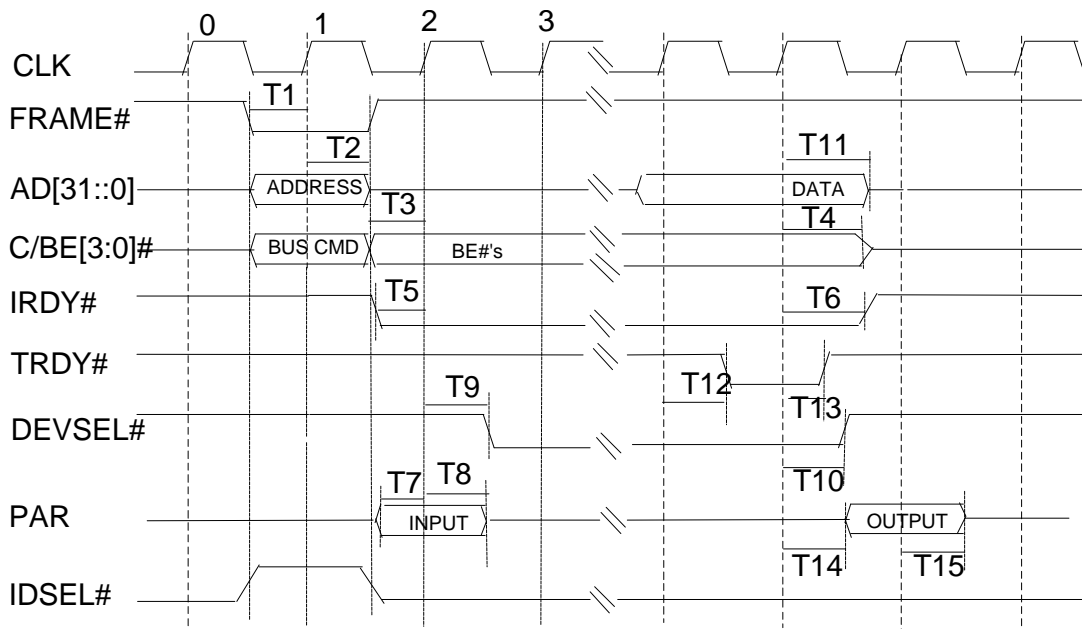 0 1 2 3
CLK
T1
FRAME#
T2 T11
AD[31::0] ADDRESS DATA
T3 T4
C/BE[3:0]# BUS CMD BE#'s
T5 T6
IRDY#
TRDY#
T9 T12 T13
DEVSEL#
T7 T8 T10
PAR INPUT OUTPUT
T14 T15
IDSEL#